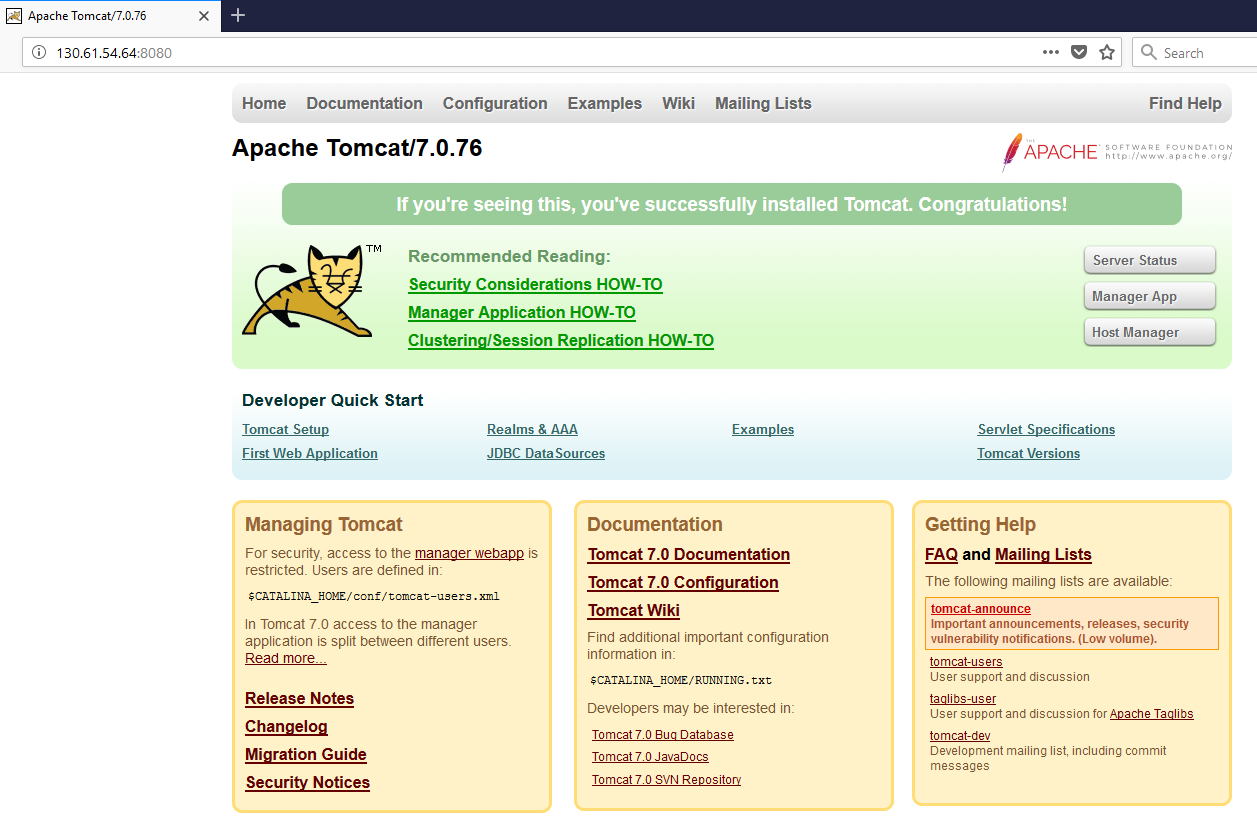 Apache Tomcat/7.0.76
130.61.54.64:8080
Search
Home Documentation Configuration Examples Wiki Mailing Lists Find Help
Apache Tomcat/7.0.76
THE APACHE™ SOFTWARE FOUNDATION
http://www.apache.org/
If you're seeing this, you've successfully installed Tomcat. Congratulations!
TM
Recommended Reading:
Security Considerations HOW-TO
Manager Application HOW-TO
Clustering/Session Replication HOW-TO
Server Status
Manager App
Host Manager
Developer Quick Start
Tomcat Setup
First Web Application
Realms & AAA
JDBC DataSources
Examples
Servlet Specifications
Tomcat Versions
Managing Tomcat
For security, access to the manager webapp is
restricted. Users are defined in:
$CATALINA_HOME/conf/tomcat-users.xml
In Tomcat 7.0 access to the manager
application is split between different users.
Read more...
Release Notes
Changelog
Migration Guide
Security Notices
Documentation
Tomcat 7.0 Documentation
Tomcat 7.0 Configuration
Tomcat Wiki
Find additional important configuration
information in:
$CATALINA_HOME/RUNNING.txt
Developers may be interested in:
Tomcat 7.0 Bug Database
Tomcat 7.0 JavaDocs
Tomcat 7.0 SVN Repository
Getting Help
FAQ and Mailing Lists
The following mailing lists are available:
tomcat-announce
Important announcements, releases, security
vulnerability notifications. (Low volume).
tomcat-users
User support and discussion
taglibs-user
User support and discussion for Apache Taglibs
tomcat-dev
Development mailing list, including commit
messages